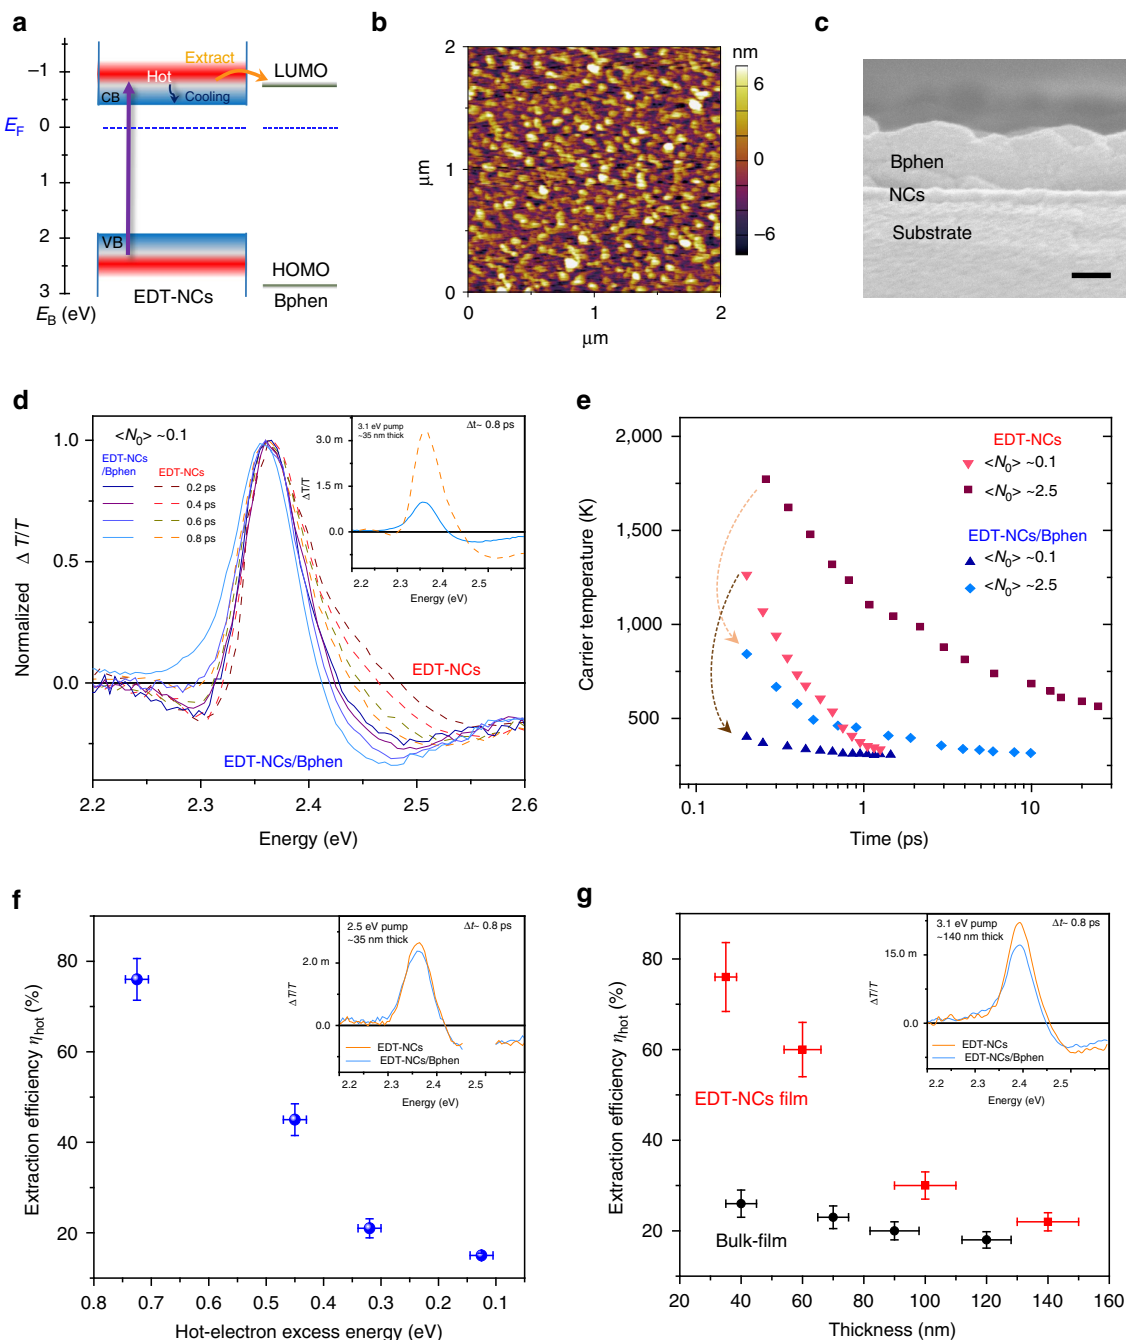 a
−1
0
E_F
1
2
3
E_B (eV)
Extract
Hot
CB
Cooling
LUMO
VB
HOMO
EDT-NCs
Bphen
b
nm
2
1
0
μm
0
1
2
μm
6
0
−6
c
Bphen
NCs
Substrate
d
<N0> ~0.1
EDT-NCs
/Bphen
EDT-NCs
0.2 ps
0.4 ps
0.6 ps
0.8 ps
3.1 eV pump
~35 nm thick
Δt~ 0.8 ps
3.0 m
1.5 m
0.0
ΔT/T
2.2 2.3 2.4 2.5
Energy (eV)
EDT-NCs
EDT-NCs/Bphen
1.0
0.5
0.0
Normalized ΔT/T
2.2 2.3 2.4 2.5 2.6
Energy (eV)
e
2,000
1,750
1,500
1,250
1,000
750
500
Carrier temperature (K)
EDT-NCs
<N0> ~0.1
<N0> ~2.5
EDT-NCs/Bphen
<N0> ~0.1
<N0> ~2.5
0.1 1 10
Time (ps)
f
80
60
40
20
Extraction efficiency ηhot (%)
2.5 eV pump
~35 nm thick
Δt~ 0.8 ps
2.0 m
0.0
ΔT/T
EDT-NCs
EDT-NCs/Bphen
2.2 2.3 2.4 2.5
Energy (eV)
0.8 0.7 0.6 0.5 0.4 0.3 0.2 0.1
Hot-electron excess energy (eV)
g
80
60
40
20
Extraction efficiency ηhot (%)
3.1 eV pump
~140 nm thick
Δt~ 0.8 ps
15.0 m
0.0
ΔT/T
EDT-NCs
EDT-NCs/Bphen
2.2 2.3 2.4 2.5
Energy (eV)
EDT-NCs film
Bulk-film
20 40 60 80 100 120 140 160
Thickness (nm)